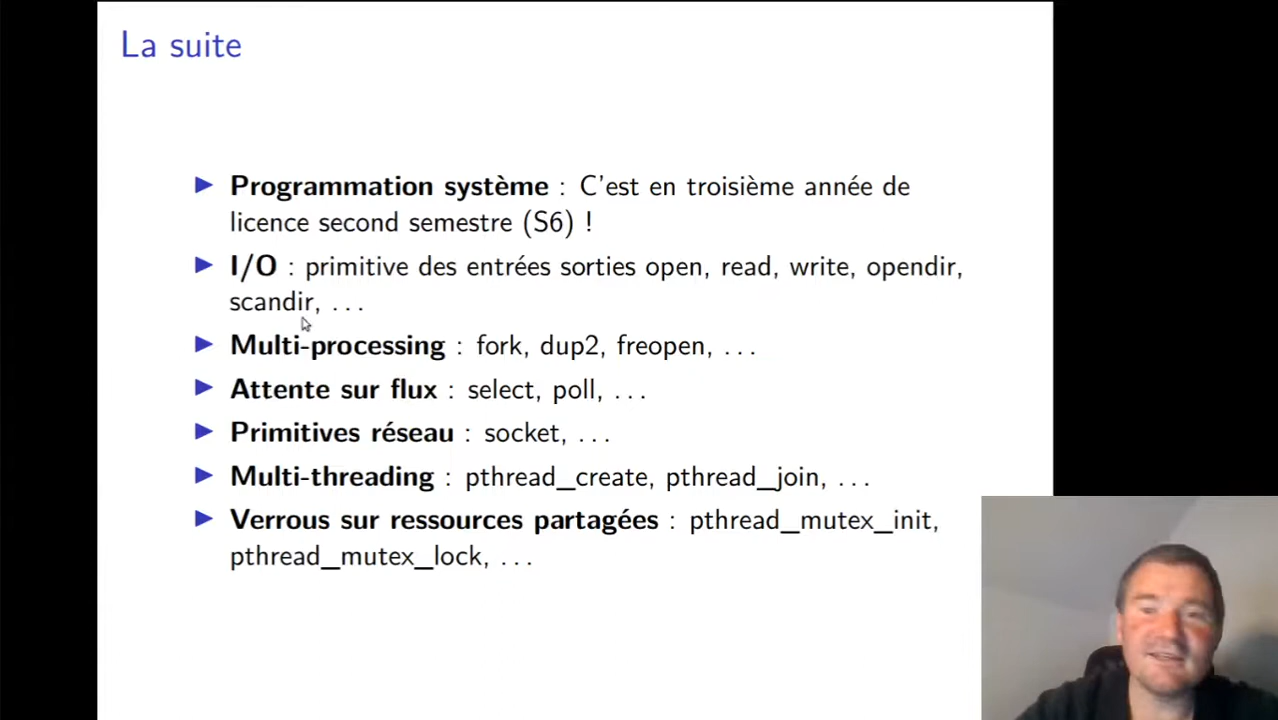 La suite
Programmation système : C'est en troisième année de
licence second semestre (S6) !
I/O : primitive des entrées sorties open, read, write, opendir,
scandir, ...
Multi-processing : fork, dup2, freopen, ...
Attente sur flux : select, poll, ...
Primitives réseau : socket, ...
Multi-threading : pthread_create, pthread_join, ...
Verrous sur ressources partagées : pthread_mutex_init,
pthread_mutex_lock, ...